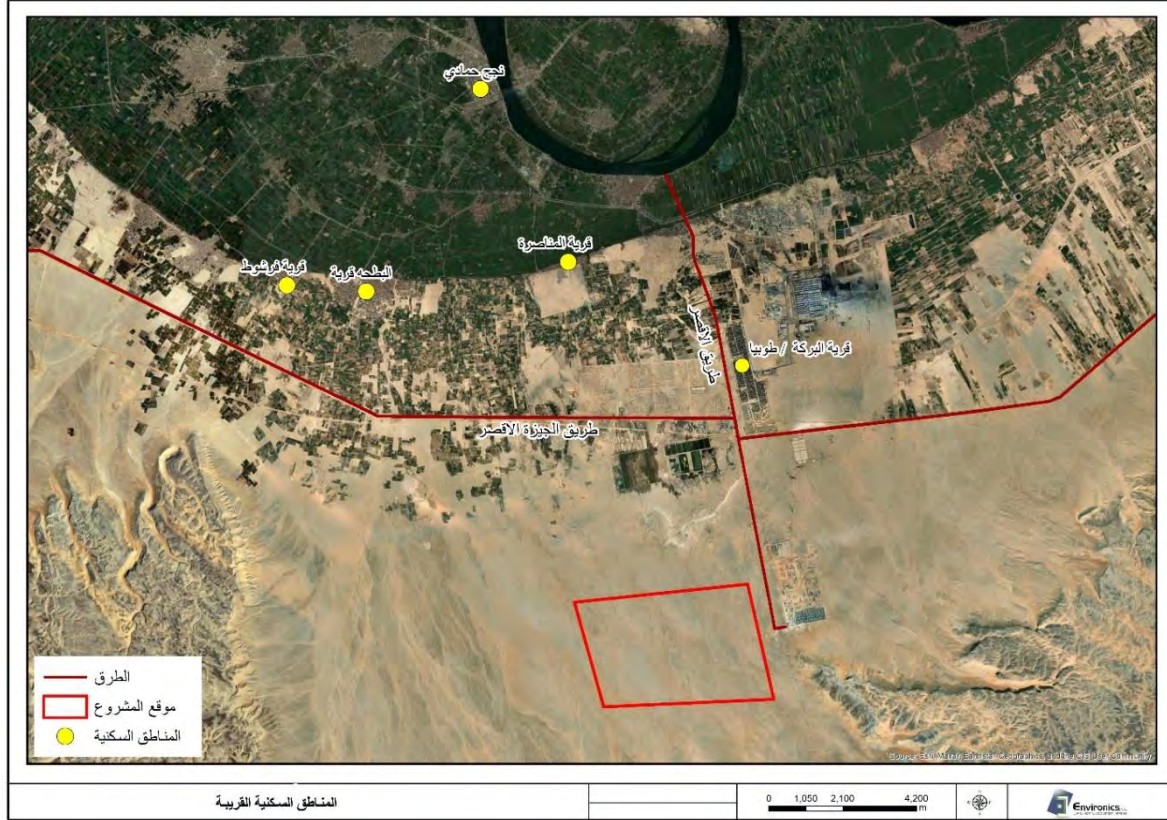 نجع حمادي
قرية المناصرة
قرية فرشوط
البطحه قرية
طريق الاقصر
قرية البركة / طوبيا
طريق الجيزة الاقصر
الطرق
موقع المشروع
المناطق السكنية
المناطق السكنية القريبة
0 1,050 2,100 4,200
m
Environics